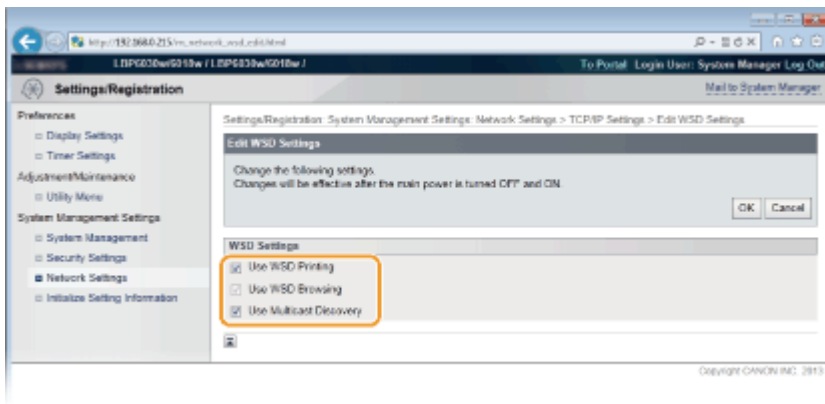 http://192.168.0.215/m_network_wsd_edit.html
LBP6030w/6018w / LBP6030w/6018w /
To Portal Login User: System Manager Log Out
Settings/Registration
Mail to System Manager
Preferences
Display Settings
Timer Settings
Adjustment/Maintenance
Utility Menu
System Management Settings
System Management
Security Settings
Network Settings
Initialize Setting Information
Settings/Registration: System Management Settings: Network Settings > TCP/IP Settings > Edit WSD Settings
Edit WSD Settings
Change the following settings.
Changes will be effective after the main power is turned OFF and ON.
OK Cancel
WSD Settings
Use WSD Printing
Use WSD Browsing
Use Multicast Discovery
Copyright CANON INC. 2013